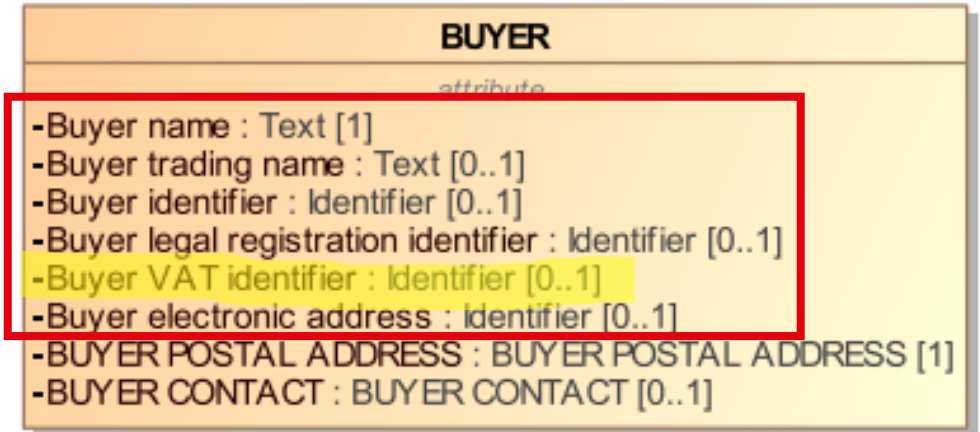 BUYER
attribute
-Buyer name : Text [1]
-Buyer trading name : Text [0..1]
-Buyer identifier : Identifier [0..1]
-Buyer legal registration identifier : Identifier [0..1]
-Buyer VAT identifier : Identifier [0..1]
-Buyer electronic address : Identifier [0..1]
-BUYER POSTAL ADDRESS : BUYER POSTAL ADDRESS [1]
-BUYER CONTACT : BUYER CONTACT [0..1]